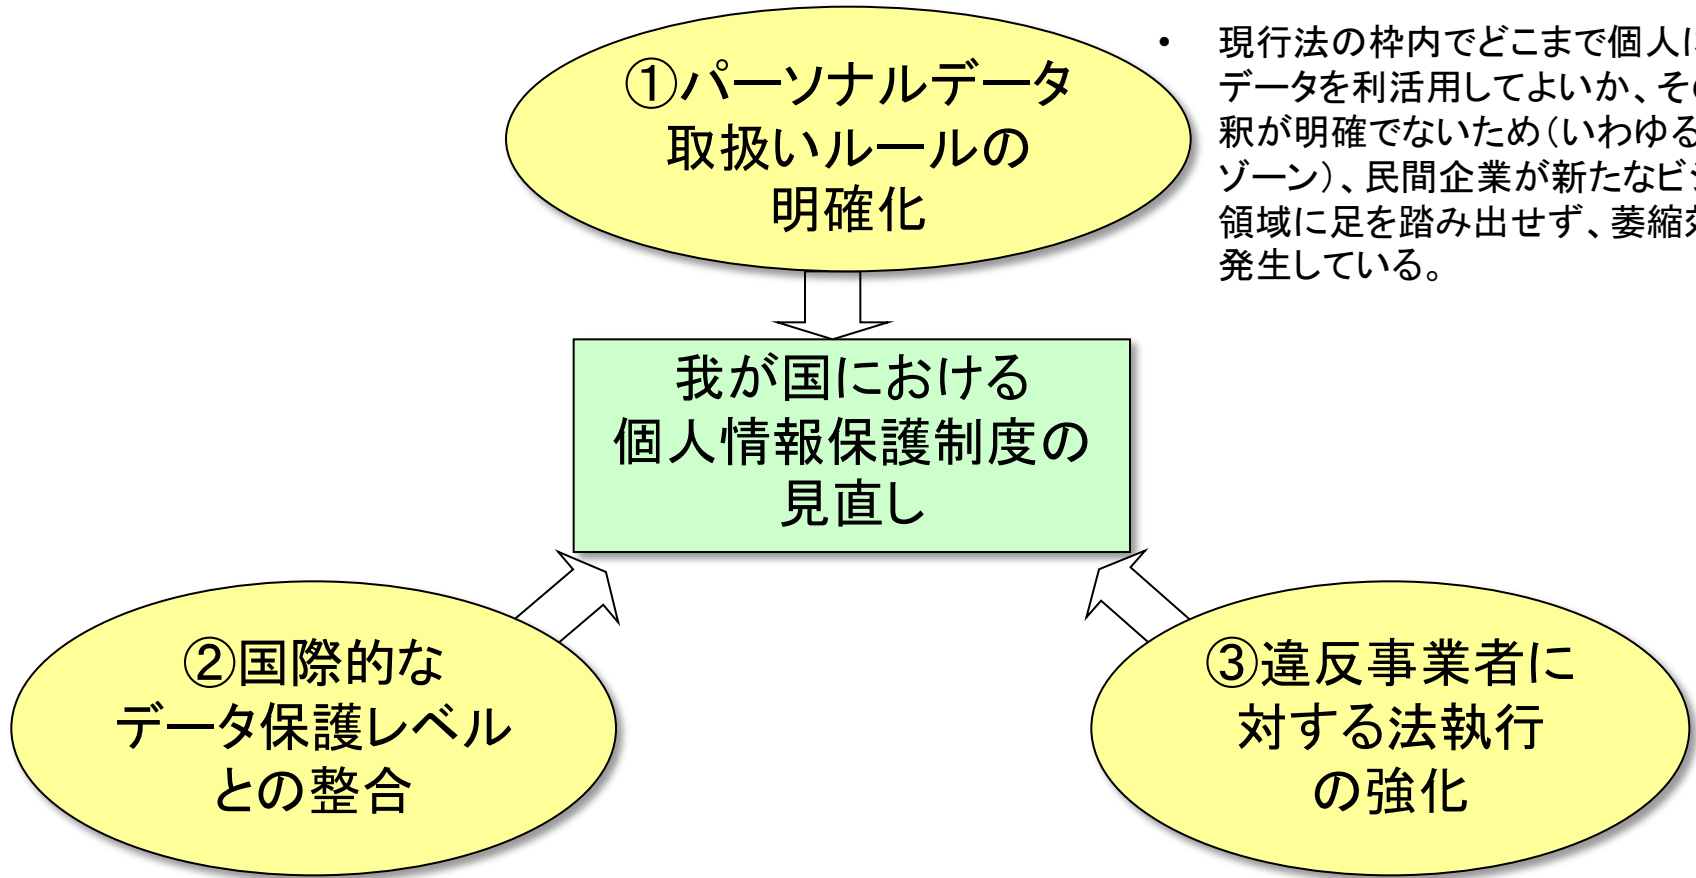 ①パーソナルデータ
取扱いルールの
明確化
• 現行法の枠内でどこまで個人に
データを利活用してよいか、その
釈が明確でないため（いわゆる
ゾーン）、民間企業が新たなビジ
領域に足を踏み出せず、萎縮効
発生している。
我が国における
個人情報保護制度の
見直し
②国際的な
データ保護レベル
との整合
③違反事業者に
対する法執行
の強化